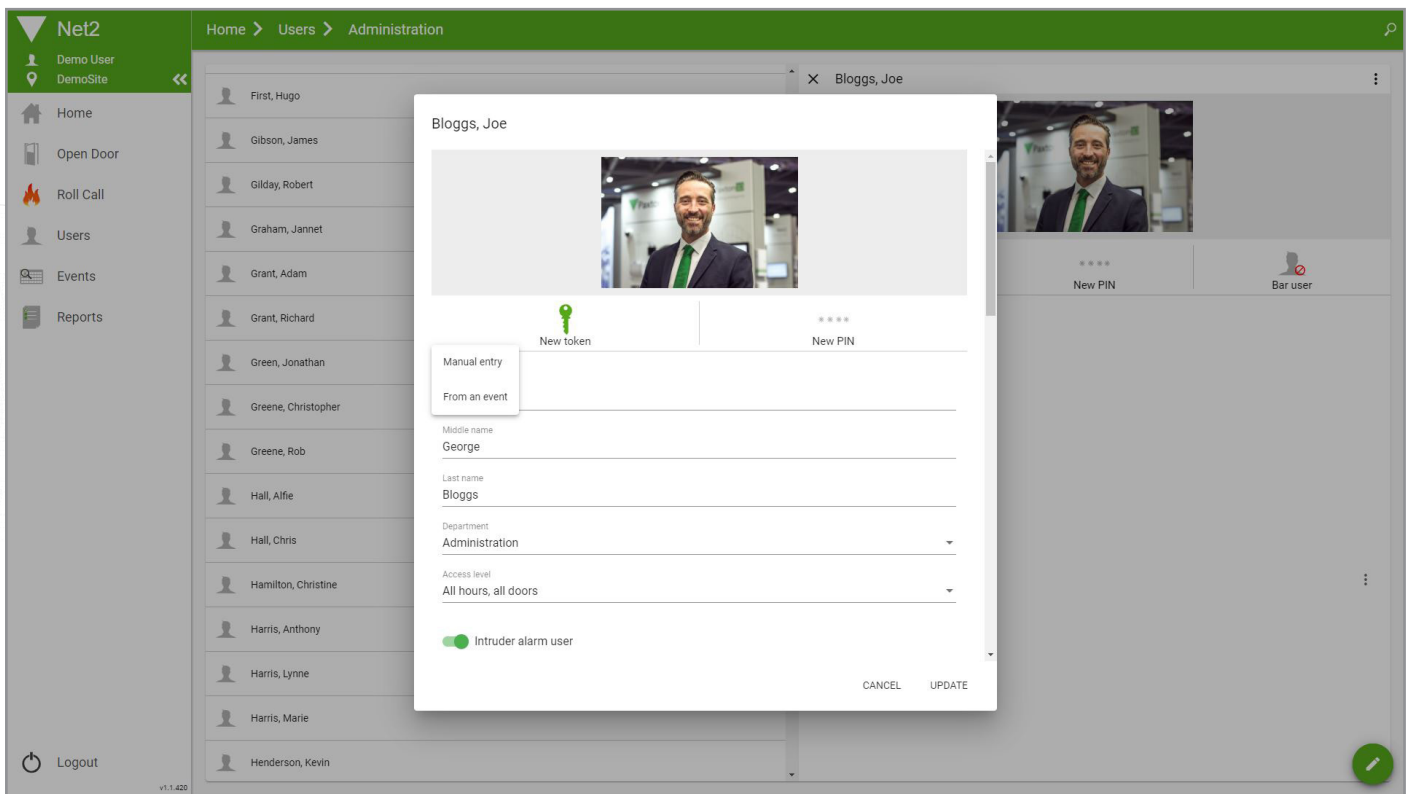 Net2
Demo User
DemoSite
Home
Open Door
Roll Call
Users
Events
Reports
Logout
v1.1.420
Home Users Administration
First, Hugo
Gibson, James
Gilday, Robert
Graham, Jannet
Grant, Adam
Grant, Richard
Green, Jonathan
Greene, Christopher
Greene, Rob
Hall, Alfie
Hall, Chris
Hamilton, Christine
Harris, Anthony
Harris, Lynne
Harris, Marie
Henderson, Kevin
Bloggs, Joe
Paxton
New token
New PIN
Manual entry
From an event
Middle name
George
Last name
Bloggs
Department
Administration
Access level
All hours, all doors
Intruder alarm user
CANCEL UPDATE
Bloggs, Joe
Paxton
New PIN
Bar user